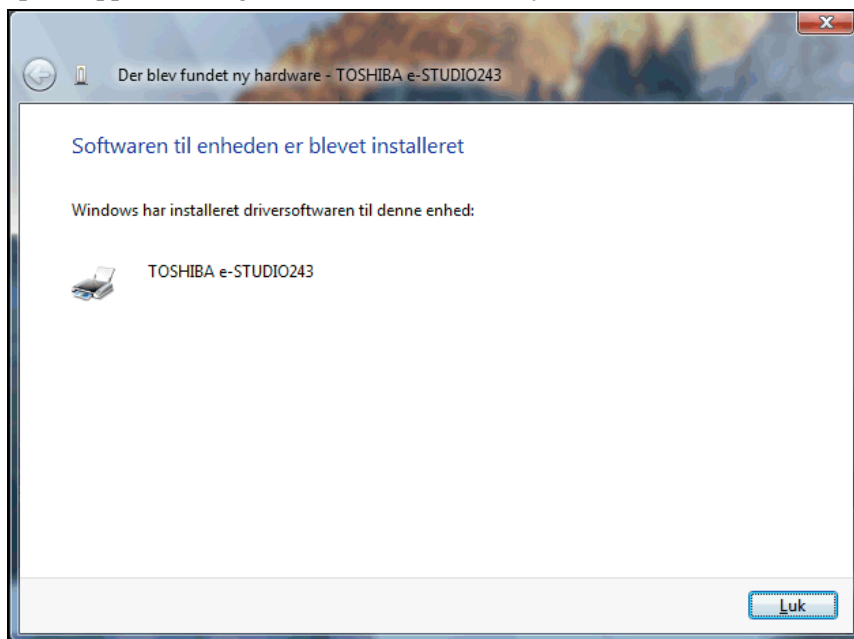 Der blev fundet ny hardware - TOSHIBA e-STUDIO243
Softwaren til enheden er blevet installeret
Windows har installeret driversoftwaren til denne enhed:
TOSHIBA e-STUDIO243
Luk